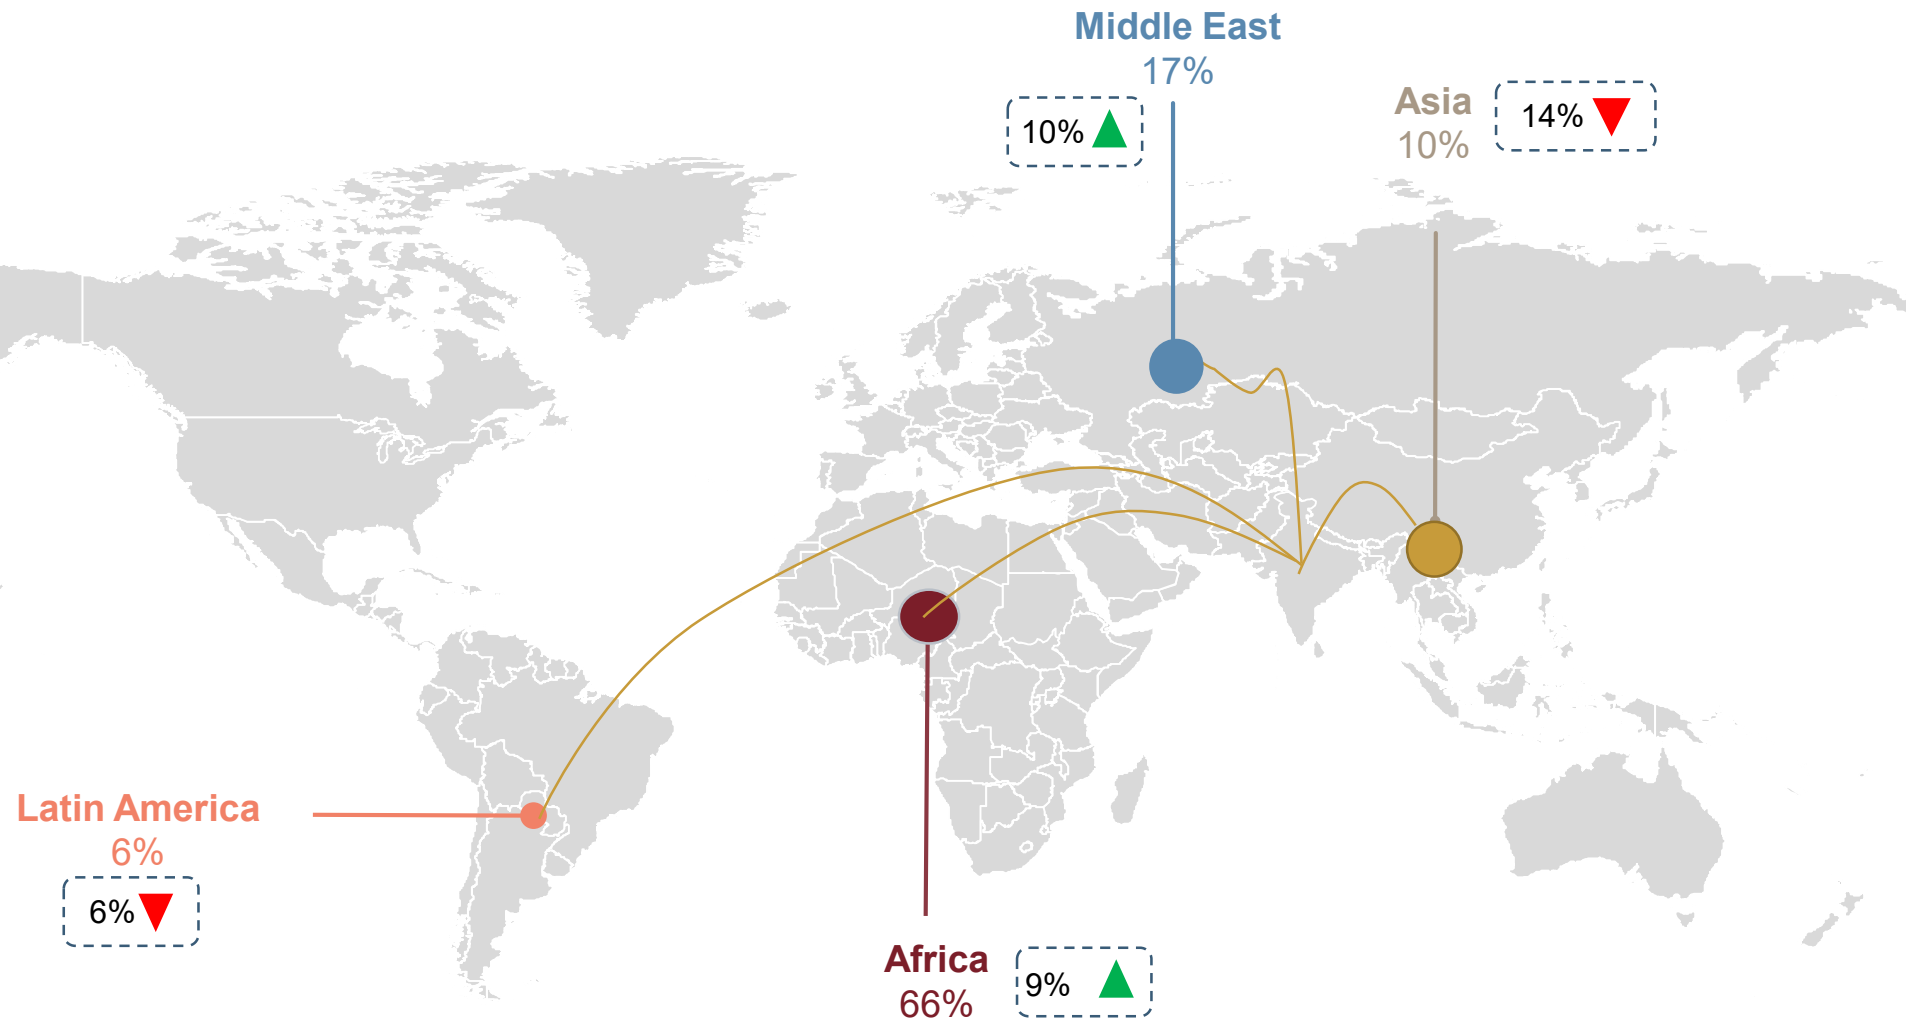 Middle East
17%
10%
Asia
10%
14%
Latin America
6%
6%
Africa
66%
9%